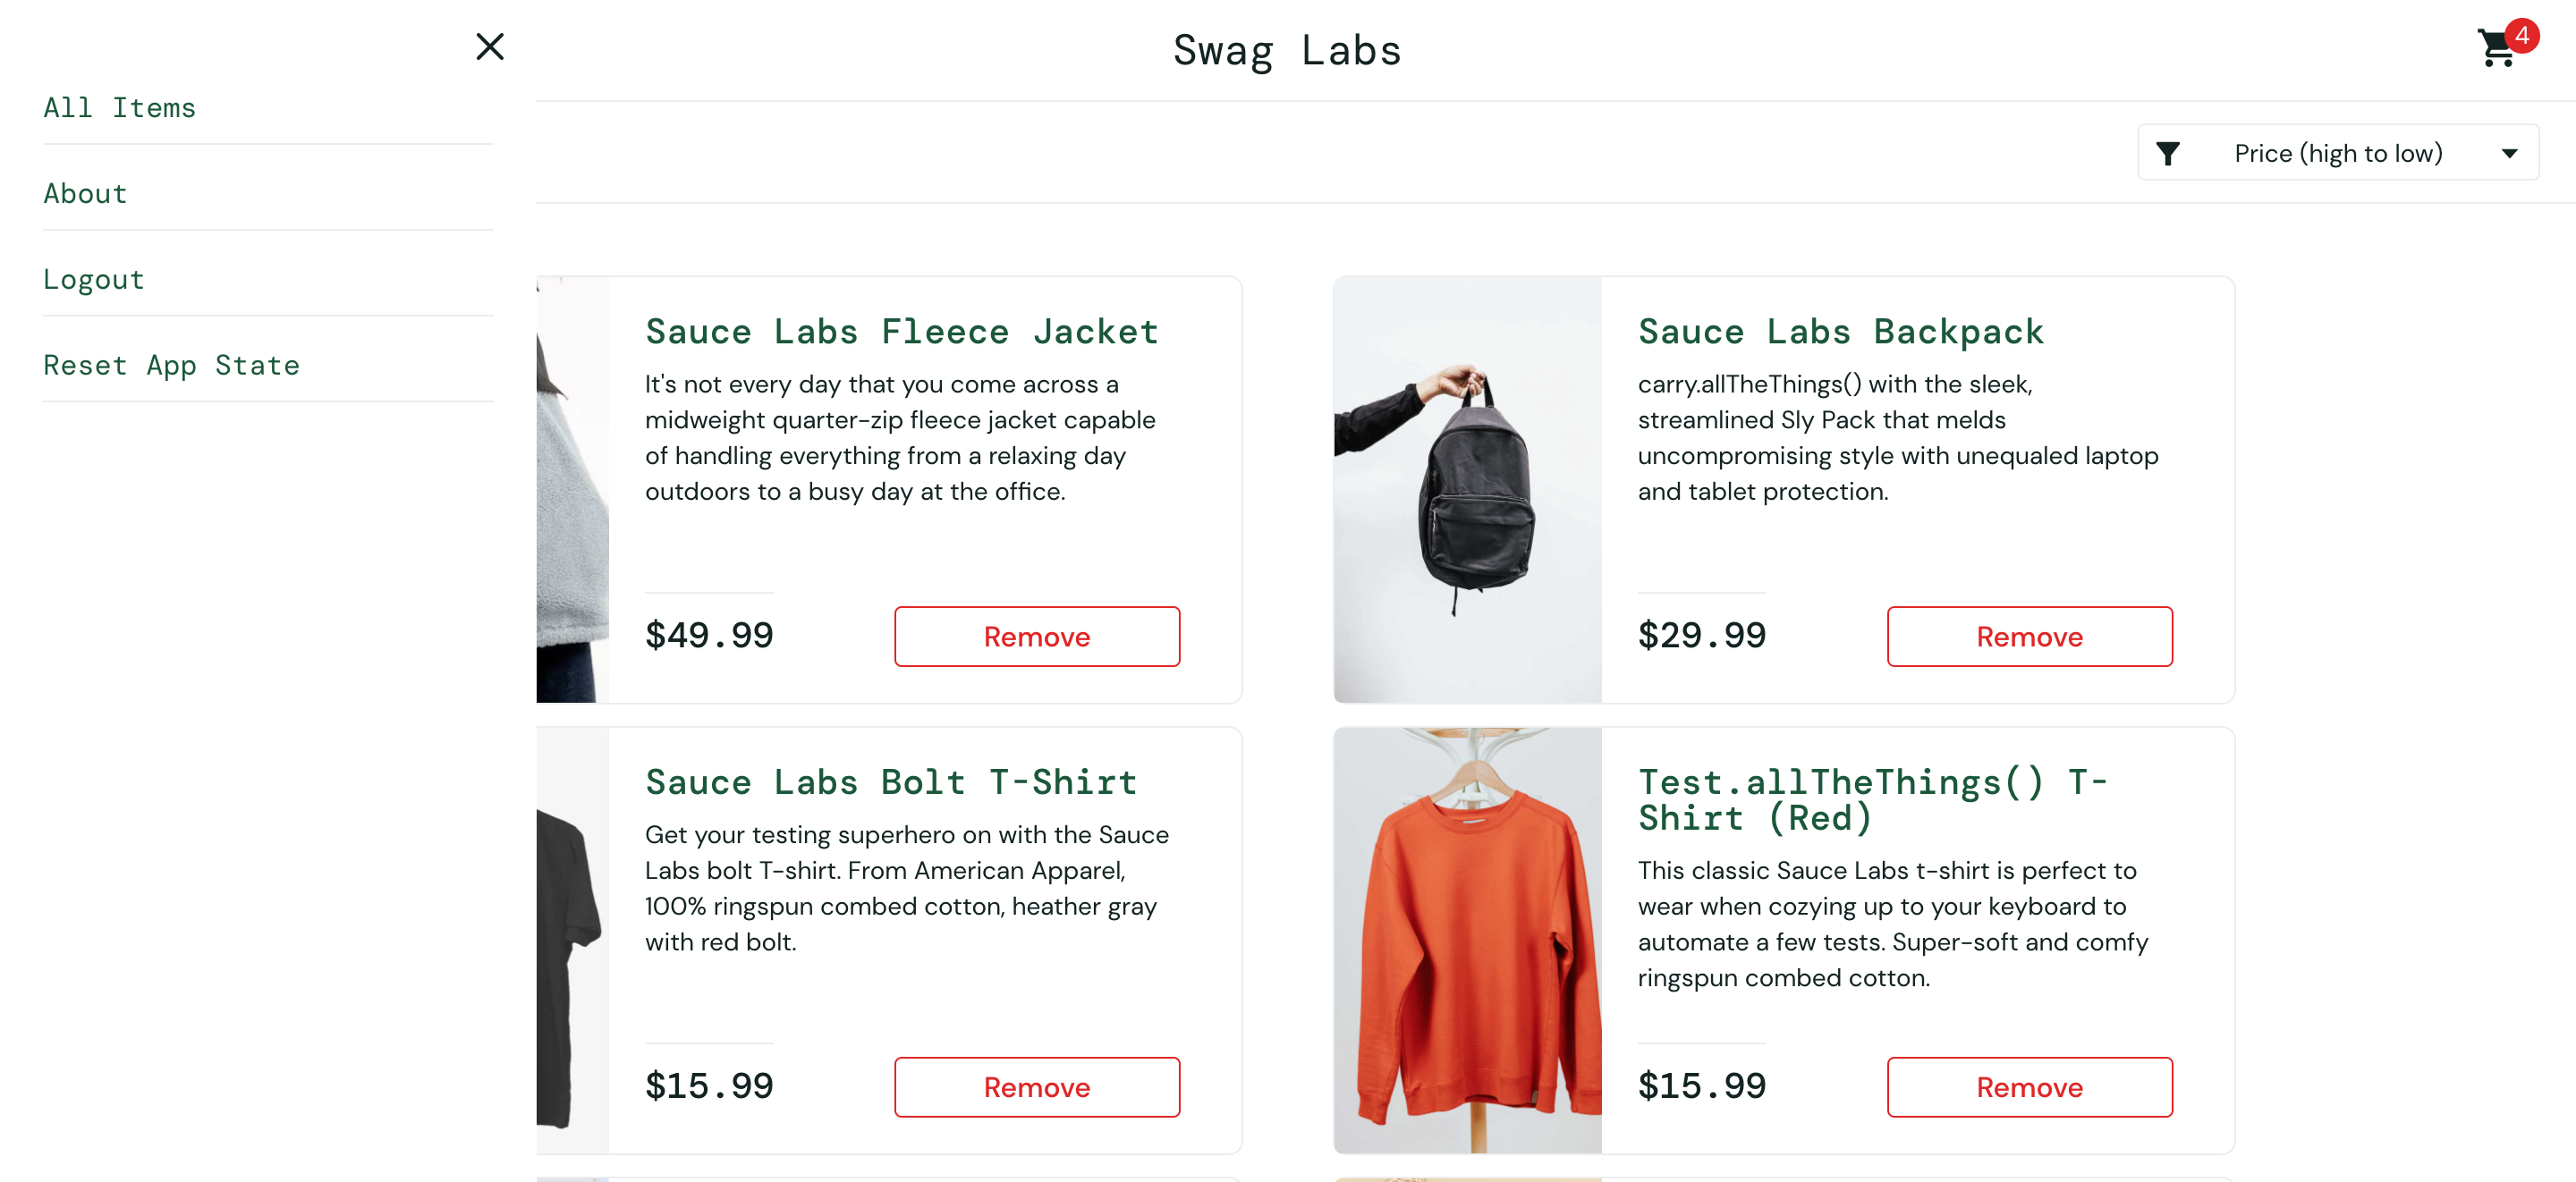 Swag Labs
4
All Items
About
Logout
Reset App State
Price (high to low)
Sauce Labs Fleece Jacket
It's not every day that you come across a
midweight quarter-zip fleece jacket capable
of handling everything from a relaxing day
outdoors to a busy day at the office.
$49.99
Remove
Sauce Labs Backpack
carry.allTheThings() with the sleek,
streamlined Sly Pack that melds
uncompromising style with unequaled laptop
and tablet protection.
$29.99
Remove
Sauce Labs Bolt T-Shirt
Get your testing superhero on with the Sauce
Labs bolt T-shirt. From American Apparel,
100% ringspun combed cotton, heather gray
with red bolt.
$15.99
Remove
Test.allTheThings() T-
Shirt (Red)
This classic Sauce Labs t-shirt is perfect to
wear when cozying up to your keyboard to
automate a few tests. Super-soft and comfy
ringspun combed cotton.
$15.99
Remove